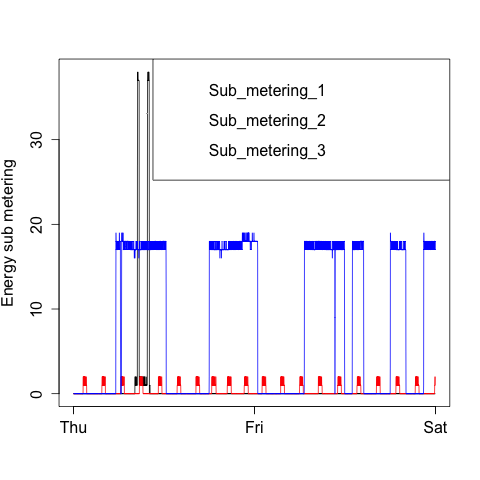 Sub_metering_1
Sub_metering_2
Sub_metering_3
Energy sub metering
30
20
10
0
Thu Fri Sat